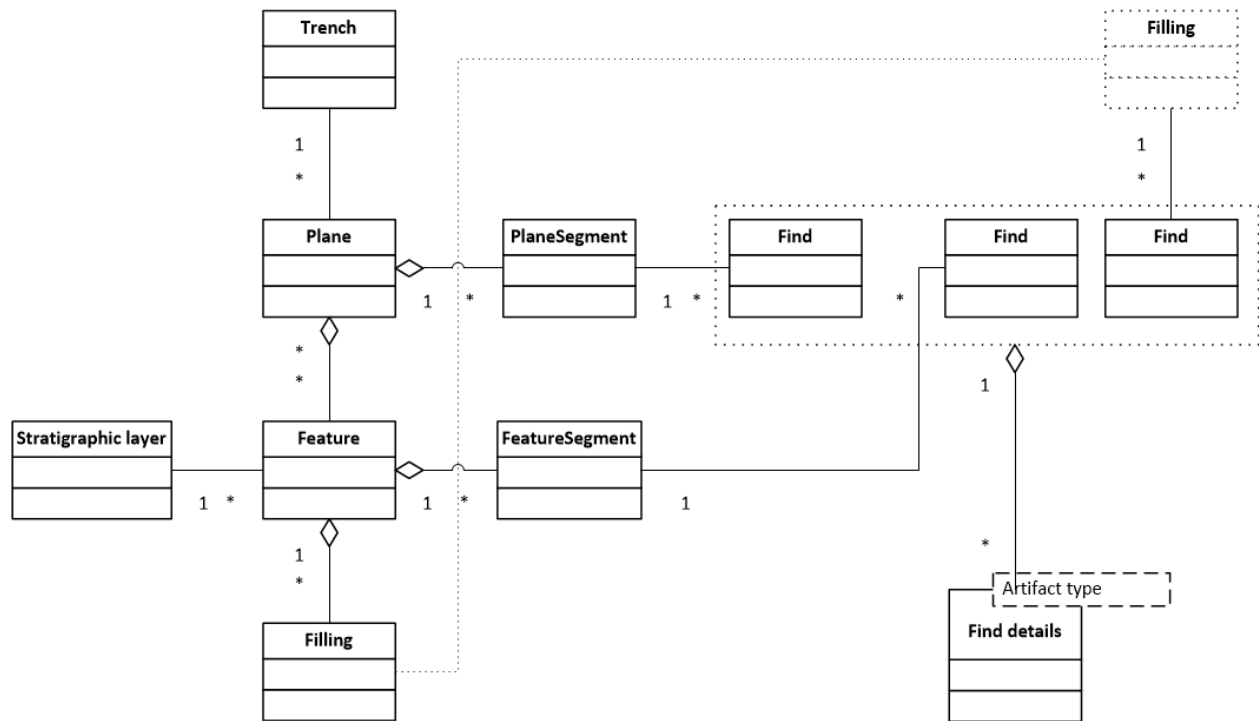 Trench
Filling
1
*
1
*
Plane
PlaneSegment
Find
Find
Find
1
*
1
*
*
*
*
1
Stratigraphic layer
Feature
FeatureSegment
1
*
1
*
1
1
*
*
Artifact type
Filling
Find details